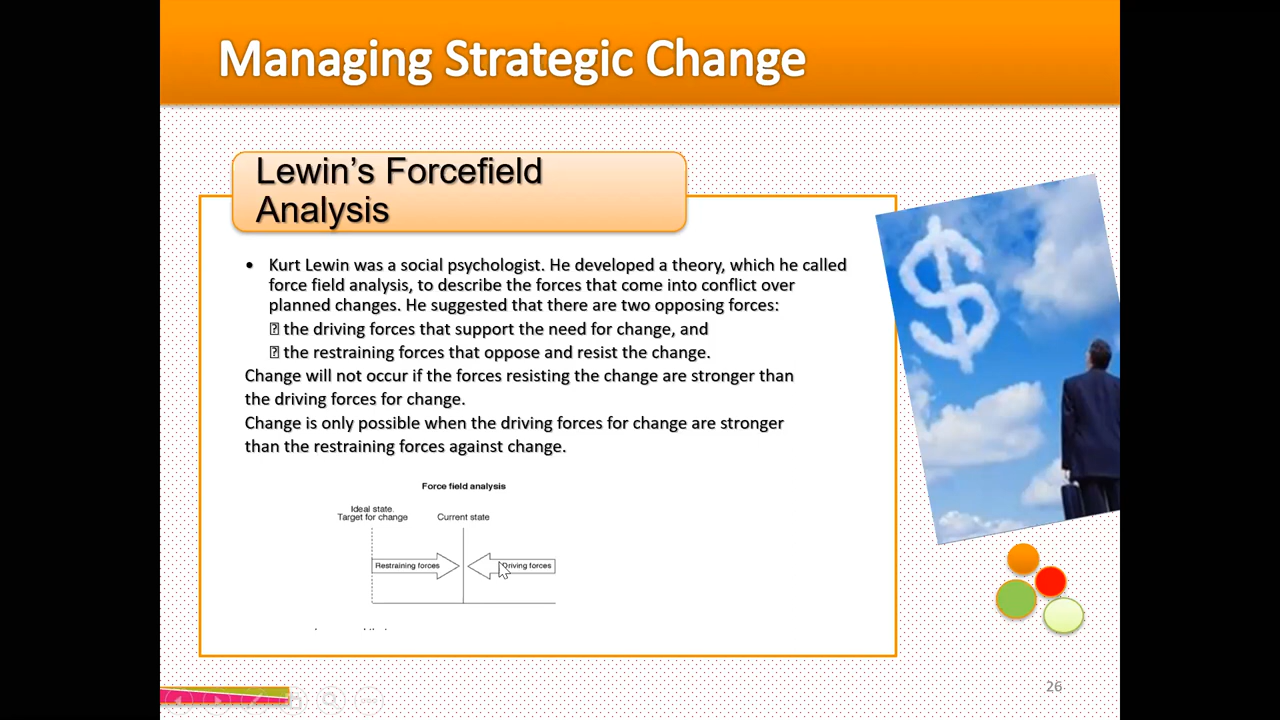 Managing Strategic Change
Lewin’s Forcefield
Analysis
• Kurt Lewin was a social psychologist. He developed a theory, which he called
force field analysis, to describe the forces that come into conflict over
planned changes. He suggested that there are two opposing forces:
the driving forces that support the need for change, and
the restraining forces that oppose and resist the change.
Change will not occur if the forces resisting the change are stronger than
the driving forces for change.
Change is only possible when the driving forces for change are stronger
than the restraining forces against change.
Force field analysis
Ideal state.
Target for change
Current state
Restraining forces
Driving forces
26